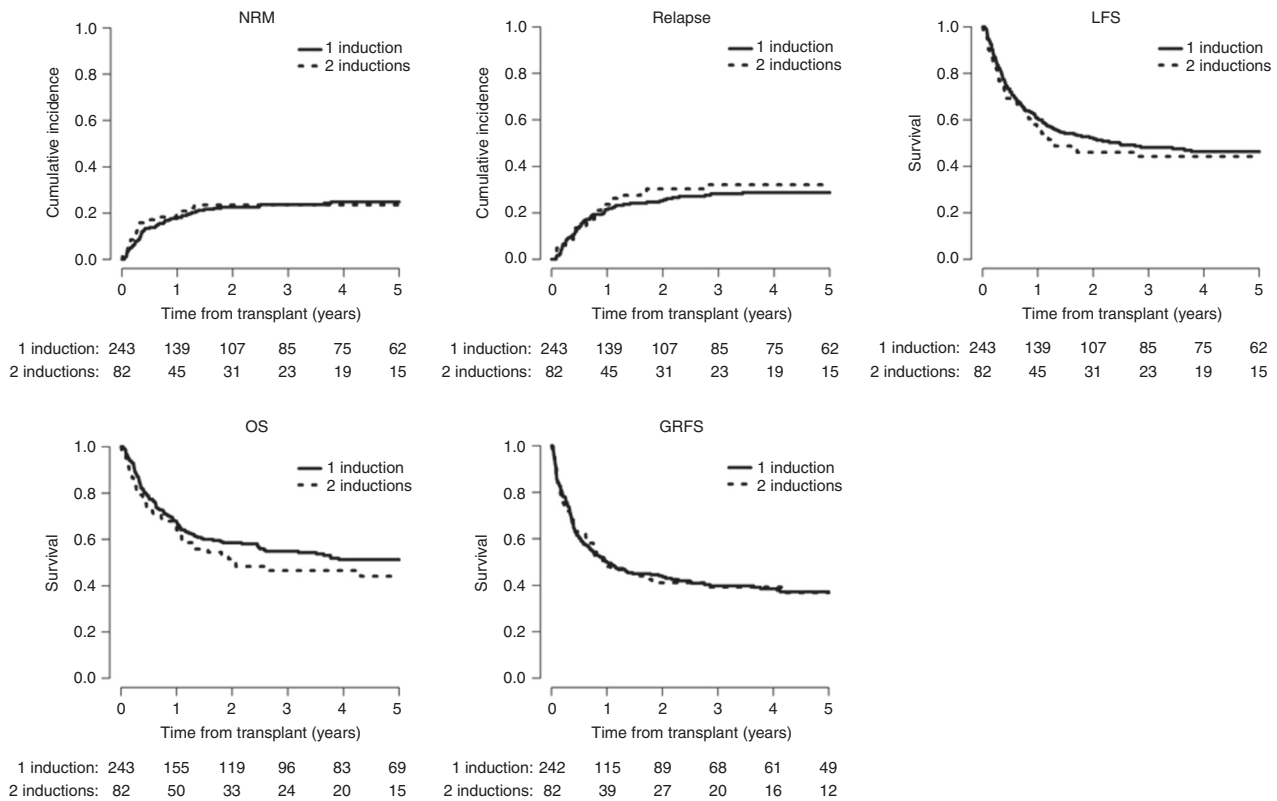 NRM
1.0
0.8
0.6
0.4
0.2
0.0
Cumulative incidence
1 induction
2 inductions
0 1 2 3 4 5
Time from transplant (years)
1 induction: 243 139 107 85 75 62
2 inductions: 82 45 31 23 19 15
Relapse
1.0
0.8
0.6
0.4
0.2
0.0
Cumulative incidence
1 induction
2 inductions
0 1 2 3 4 5
Time from transplant (years)
1 induction: 243 139 107 85 75 62
2 inductions: 82 45 31 23 19 15
LFS
1.0
0.8
0.6
0.4
0.2
0.0
Survival
1 induction
2 inductions
0 1 2 3 4 5
Time from transplant (years)
1 induction: 243 139 107 85 75 62
2 inductions: 82 45 31 23 19 15
OS
1.0
0.8
0.6
0.4
0.2
0.0
Survival
1 induction
2 inductions
0 1 2 3 4 5
Time from transplant (years)
1 induction: 243 155 119 96 83 69
2 inductions: 82 50 33 24 20 15
GRFS
1.0
0.8
0.6
0.4
0.2
0.0
Survival
1 induction
2 inductions
0 1 2 3 4 5
Time from transplant (years)
1 induction: 242 115 89 68 61 49
2 inductions: 82 39 27 20 16 12